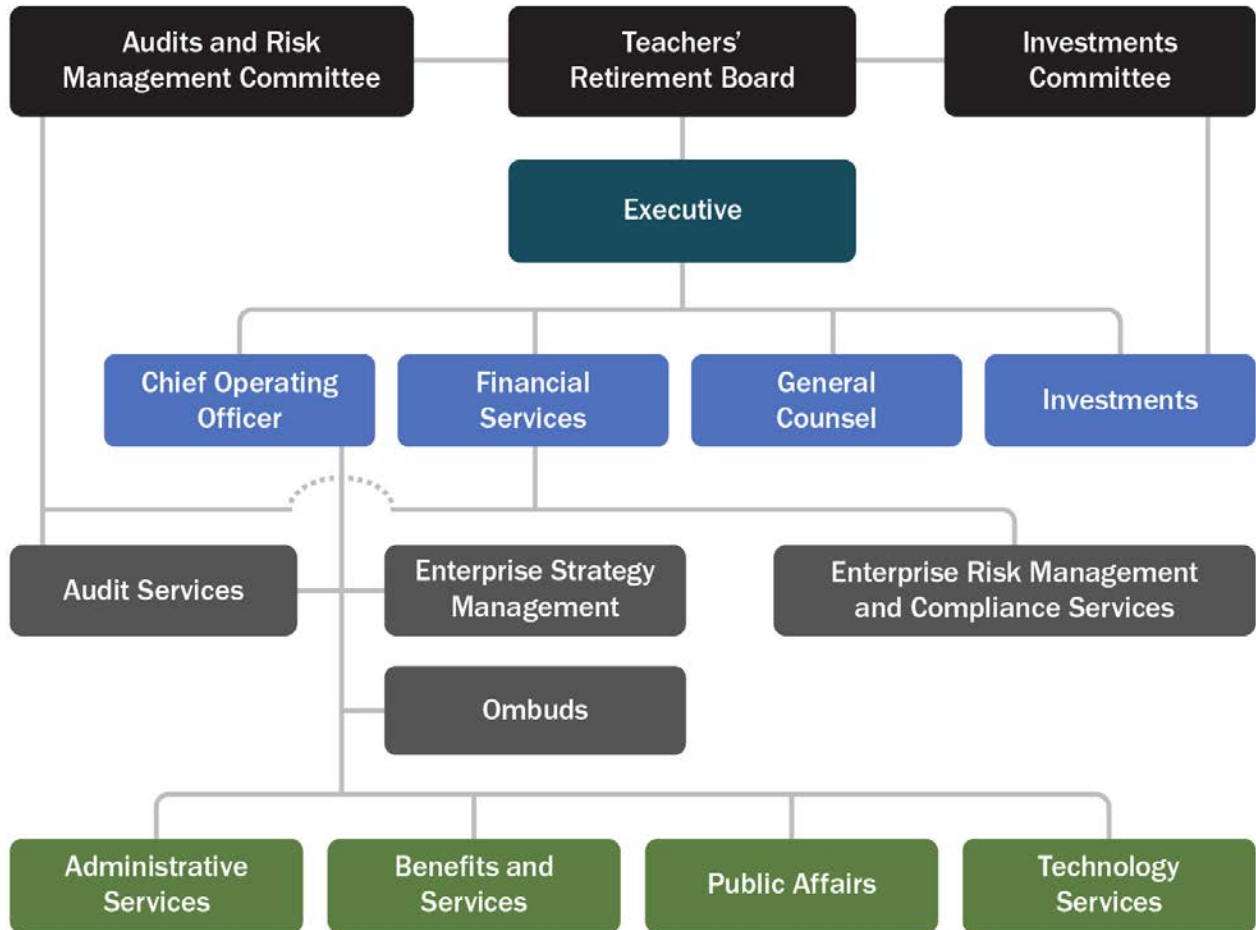 Audits and Risk
Management Committee
Teachers’
Retirement Board
Investments
Committee
Executive
Chief Operating
Officer
Financial
Services
General
Counsel
Investments
Audit Services
Enterprise Strategy
Management
Enterprise Risk Management
and Compliance Services
Ombuds
Administrative
Services
Benefits and
Services
Public Affairs
Technology
Services